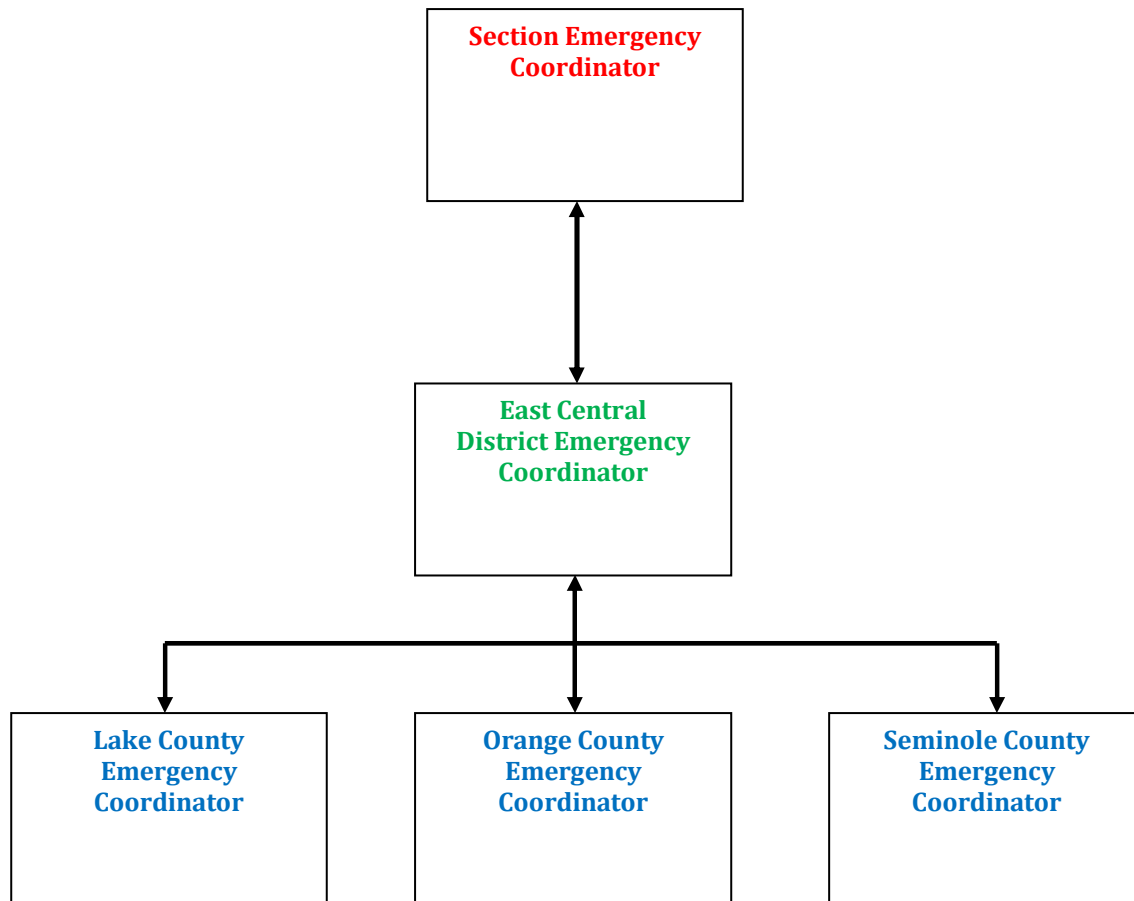 Section Emergency
Coordinator
East Central
District Emergency
Coordinator
Lake County
Emergency
Coordinator
Orange County
Emergency
Coordinator
Seminole County
Emergency
Coordinator